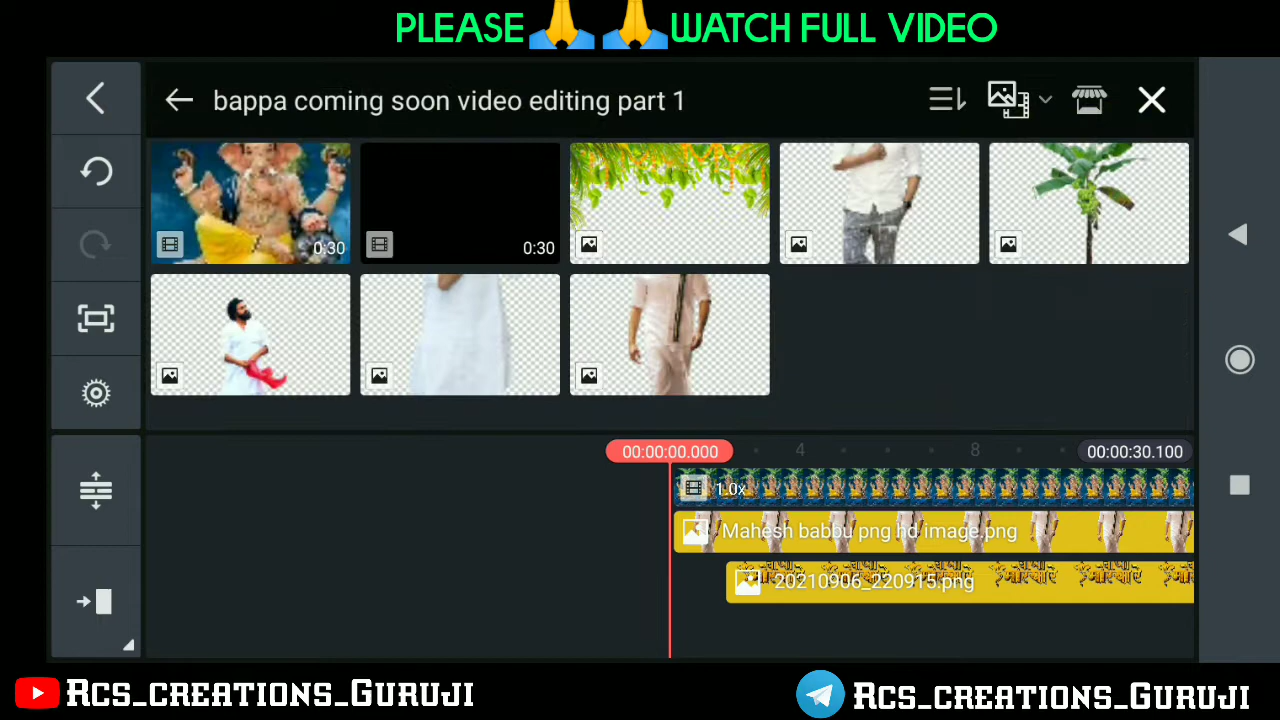 PLEASE🙏🙏WATCH FULL VIDEO
bappa coming soon video editing part 1
0:30
0:30
00:00:00.000
4
8
00:00:30.100
1.0x
Mahesh babbu png hd image.png
20210906_220915.png
Rcs_creations_Guruji
Rcs_creations_Guruji